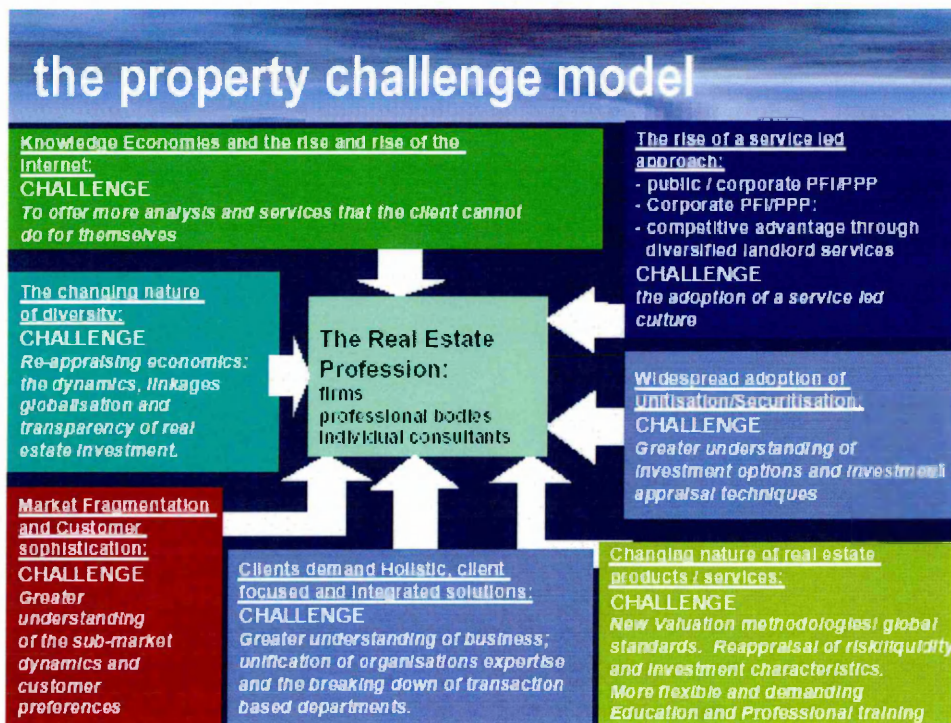 the property challenge model
Knowledge Economies and the rise and rise of the
Internet:
CHALLENGE
To offer more analysis and services that the client cannot
do for themselves
The rise of a service led
approach:
- public / corporate PFI/PPP
- Corporate PFI/PPP:
- competitive advantage through
diversified landlord services
CHALLENGE
the adoption of a service led
culture
The changing nature
of diversity:
CHALLENGE
Re-appraising economics:
the dynamics, linkages
globalisation and
transparency of real
estate investment.
The Real Estate
Profession:
firms
professional bodies
individual consultants
Widespread adoption of
Unitisation/Securitisation:
CHALLENGE
Greater understanding of
investment options and investment
appraisal techniques
Market Fragmentation
and Customer
sophistication:
CHALLENGE
Greater
understanding
of the sub-market
dynamics and
customer
preferences
Clients demand Holistic, client
focused and integrated solutions:
CHALLENGE
Greater understanding of business;
unification of organisations expertise
and the breaking down of transaction
based departments.
Changing nature of real estate
products / services:
CHALLENGE
New Valuation methodologies/ global
standards. Reappraisal of risk/liquidity
and investment characteristics.
More flexible and demanding
Education and Professional training